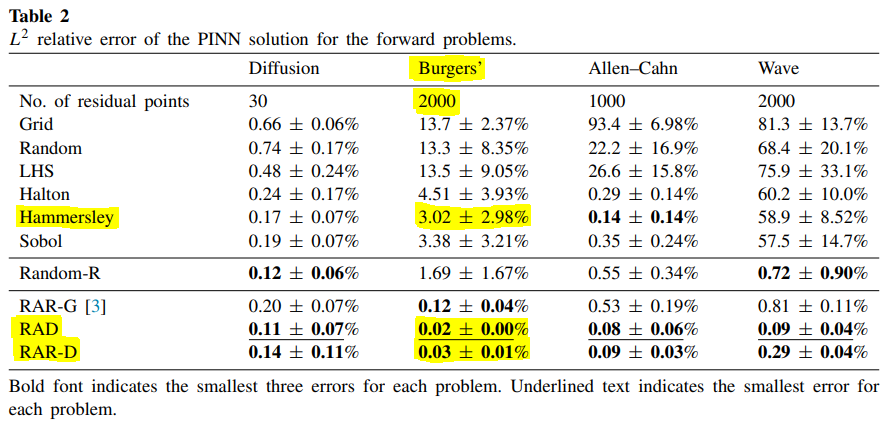 Table 2
L² relative error of the PINN solution for the forward problems.
Diffusion Burgers' Allen–Cahn Wave
No. of residual points 30 2000 1000 2000
Grid 0.66 ± 0.06% 13.7 ± 2.37% 93.4 ± 6.98% 81.3 ± 13.7%
Random 0.74 ± 0.17% 13.3 ± 8.35% 22.2 ± 16.9% 68.4 ± 20.1%
LHS 0.48 ± 0.24% 13.5 ± 9.05% 26.6 ± 15.8% 75.9 ± 33.1%
Halton 0.24 ± 0.17% 4.51 ± 3.93% 0.29 ± 0.14% 60.2 ± 10.0%
Hammersley 0.17 ± 0.07% 3.02 ± 2.98% 0.14 ± 0.14% 58.9 ± 8.52%
Sobol 0.19 ± 0.07% 3.38 ± 3.21% 0.35 ± 0.24% 57.5 ± 14.7%
Random-R 0.12 ± 0.06% 1.69 ± 1.67% 0.55 ± 0.34% 0.72 ± 0.90%
RAR-G [3] 0.20 ± 0.07% 0.12 ± 0.04% 0.53 ± 0.19% 0.81 ± 0.11%
RAD 0.11 ± 0.07% 0.02 ± 0.00% 0.08 ± 0.06% 0.09 ± 0.04%
RAR-D 0.14 ± 0.11% 0.03 ± 0.01% 0.09 ± 0.03% 0.29 ± 0.04%
Bold font indicates the smallest three errors for each problem. Underlined text indicates the smallest error for
each problem.